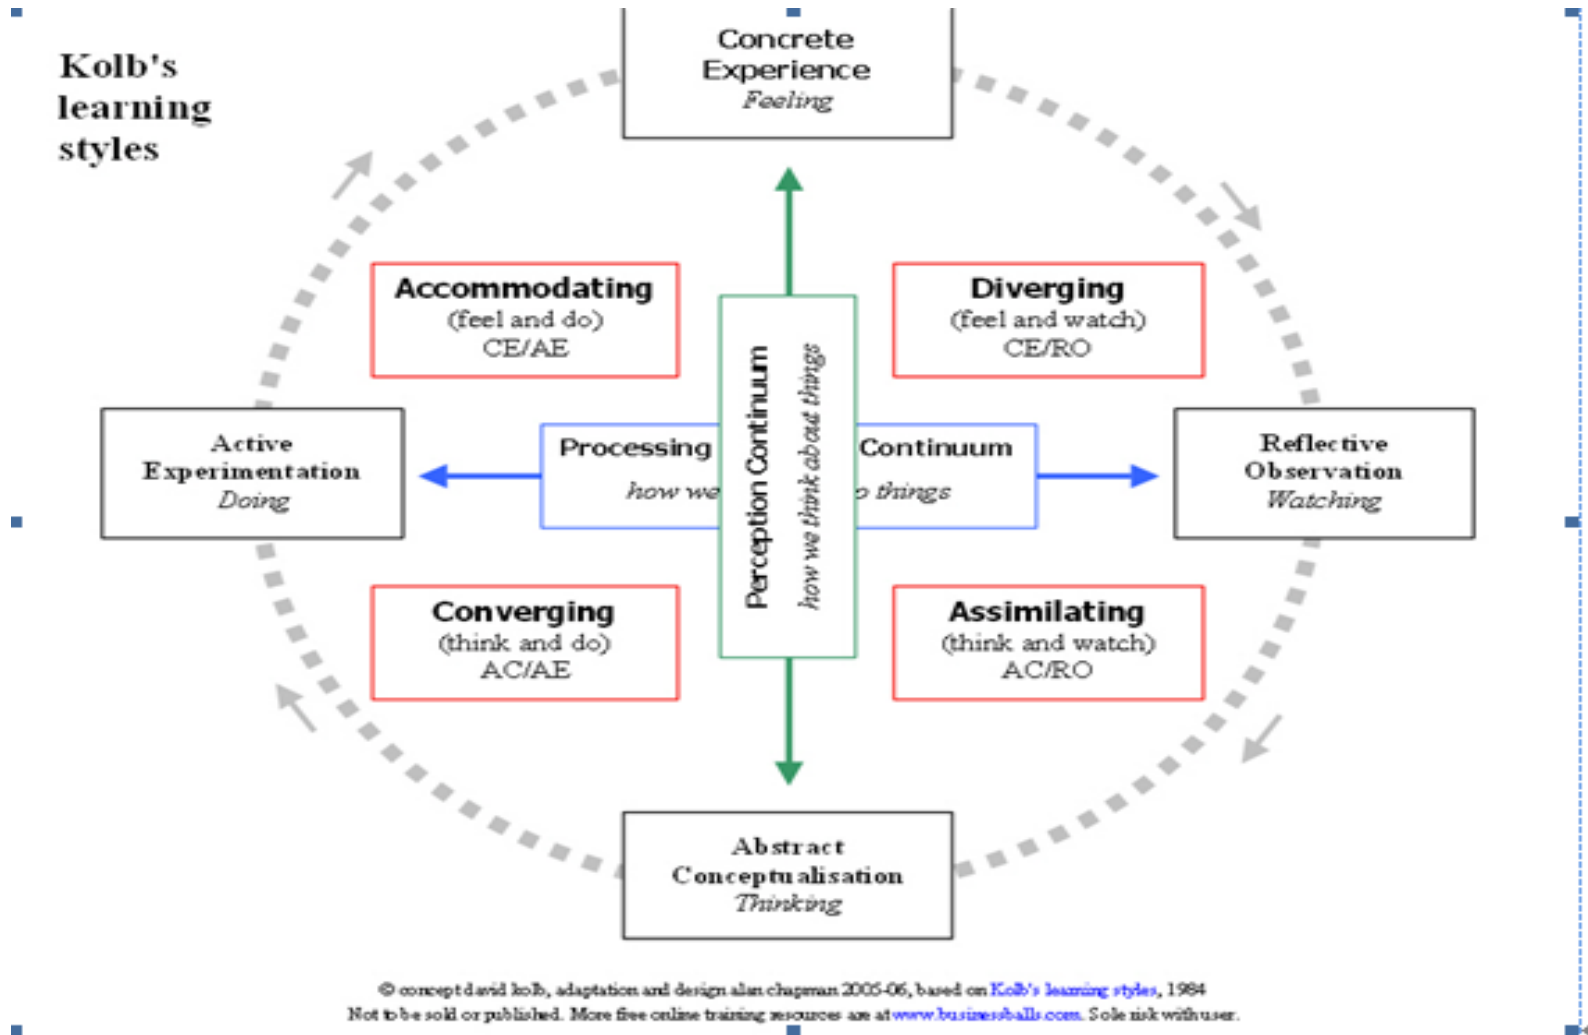 Kolb's
learning
styles
Concrete
Experience
Feeling
Accommodating
(feel and do)
CE/AE
Diverging
(feel and watch)
CE/RO
Active
Experimentation
Doing
Processing
Continuum
how we
o things
Perception Continuum
how we think about things
Reflective
Observation
Watching
Converging
(think and do)
AC/AE
Assimilating
(think and watch)
AC/RO
Abstract
Conceptualisation
Thinking
© concept david kolb, adaptation and design alan chapman 2005-06, based on Kolb's learning styles, 1984
Not to be sold or published. More free online training resources are at www.businessballs.com. Sole risk with user.